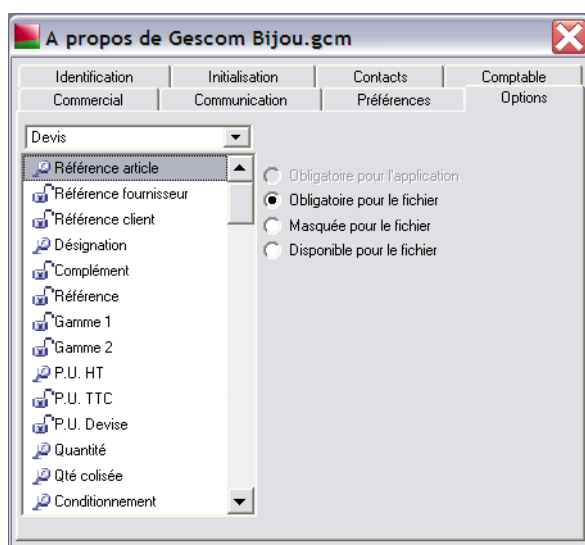 A propos de Gescom Bijou.gcm
Identification Initialisation Contacts Comptable
Commercial Communication Préférences Options
Devis
Référence article
Référence fournisseur
Référence client
Désignation
Complément
Référence
Gamme 1
Gamme 2
P.U. HT
P.U. TTC
P.U. Devise
Quantité
Qté colisée
Conditionnement
Obligatoire pour l'application
Obligatoire pour le fichier
Masquée pour le fichier
Disponible pour le fichier